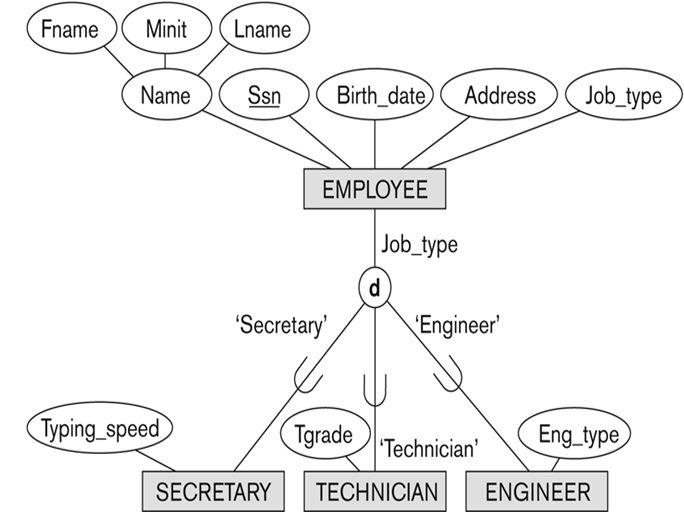 Fname
Minit
Lname
Name
Ssn
Birth_date
Address
Job_type
EMPLOYEE
Job_type
d
‘Secretary’
‘Engineer’
Typing_speed
Tgrade
‘Technician’
Eng_type
SECRETARY
TECHNICIAN
ENGINEER